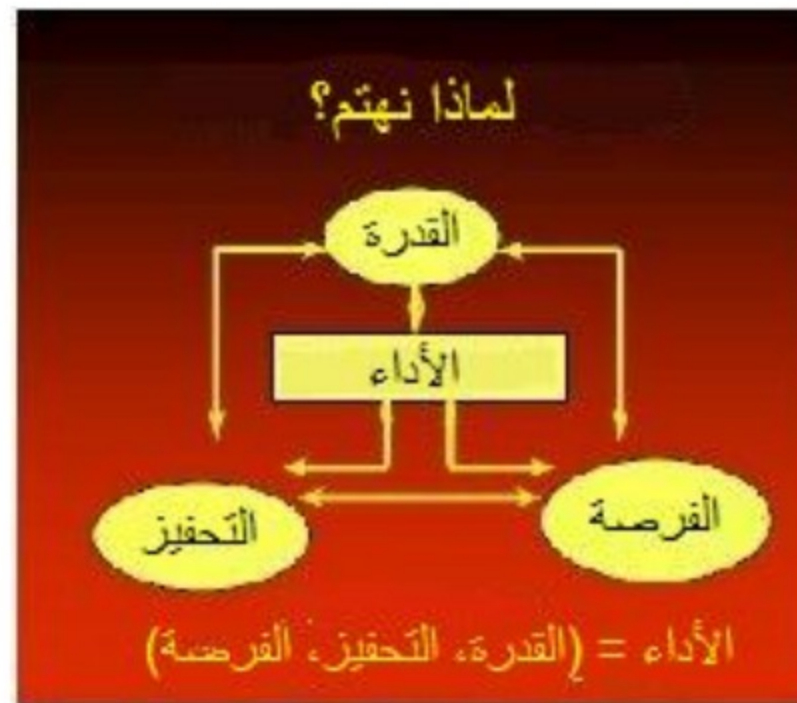 لماذا نهتم؟
القدرة
الأداء
الفرصة
التحفيز
الأداء = (القدرة، التحفيز، الفرصة)